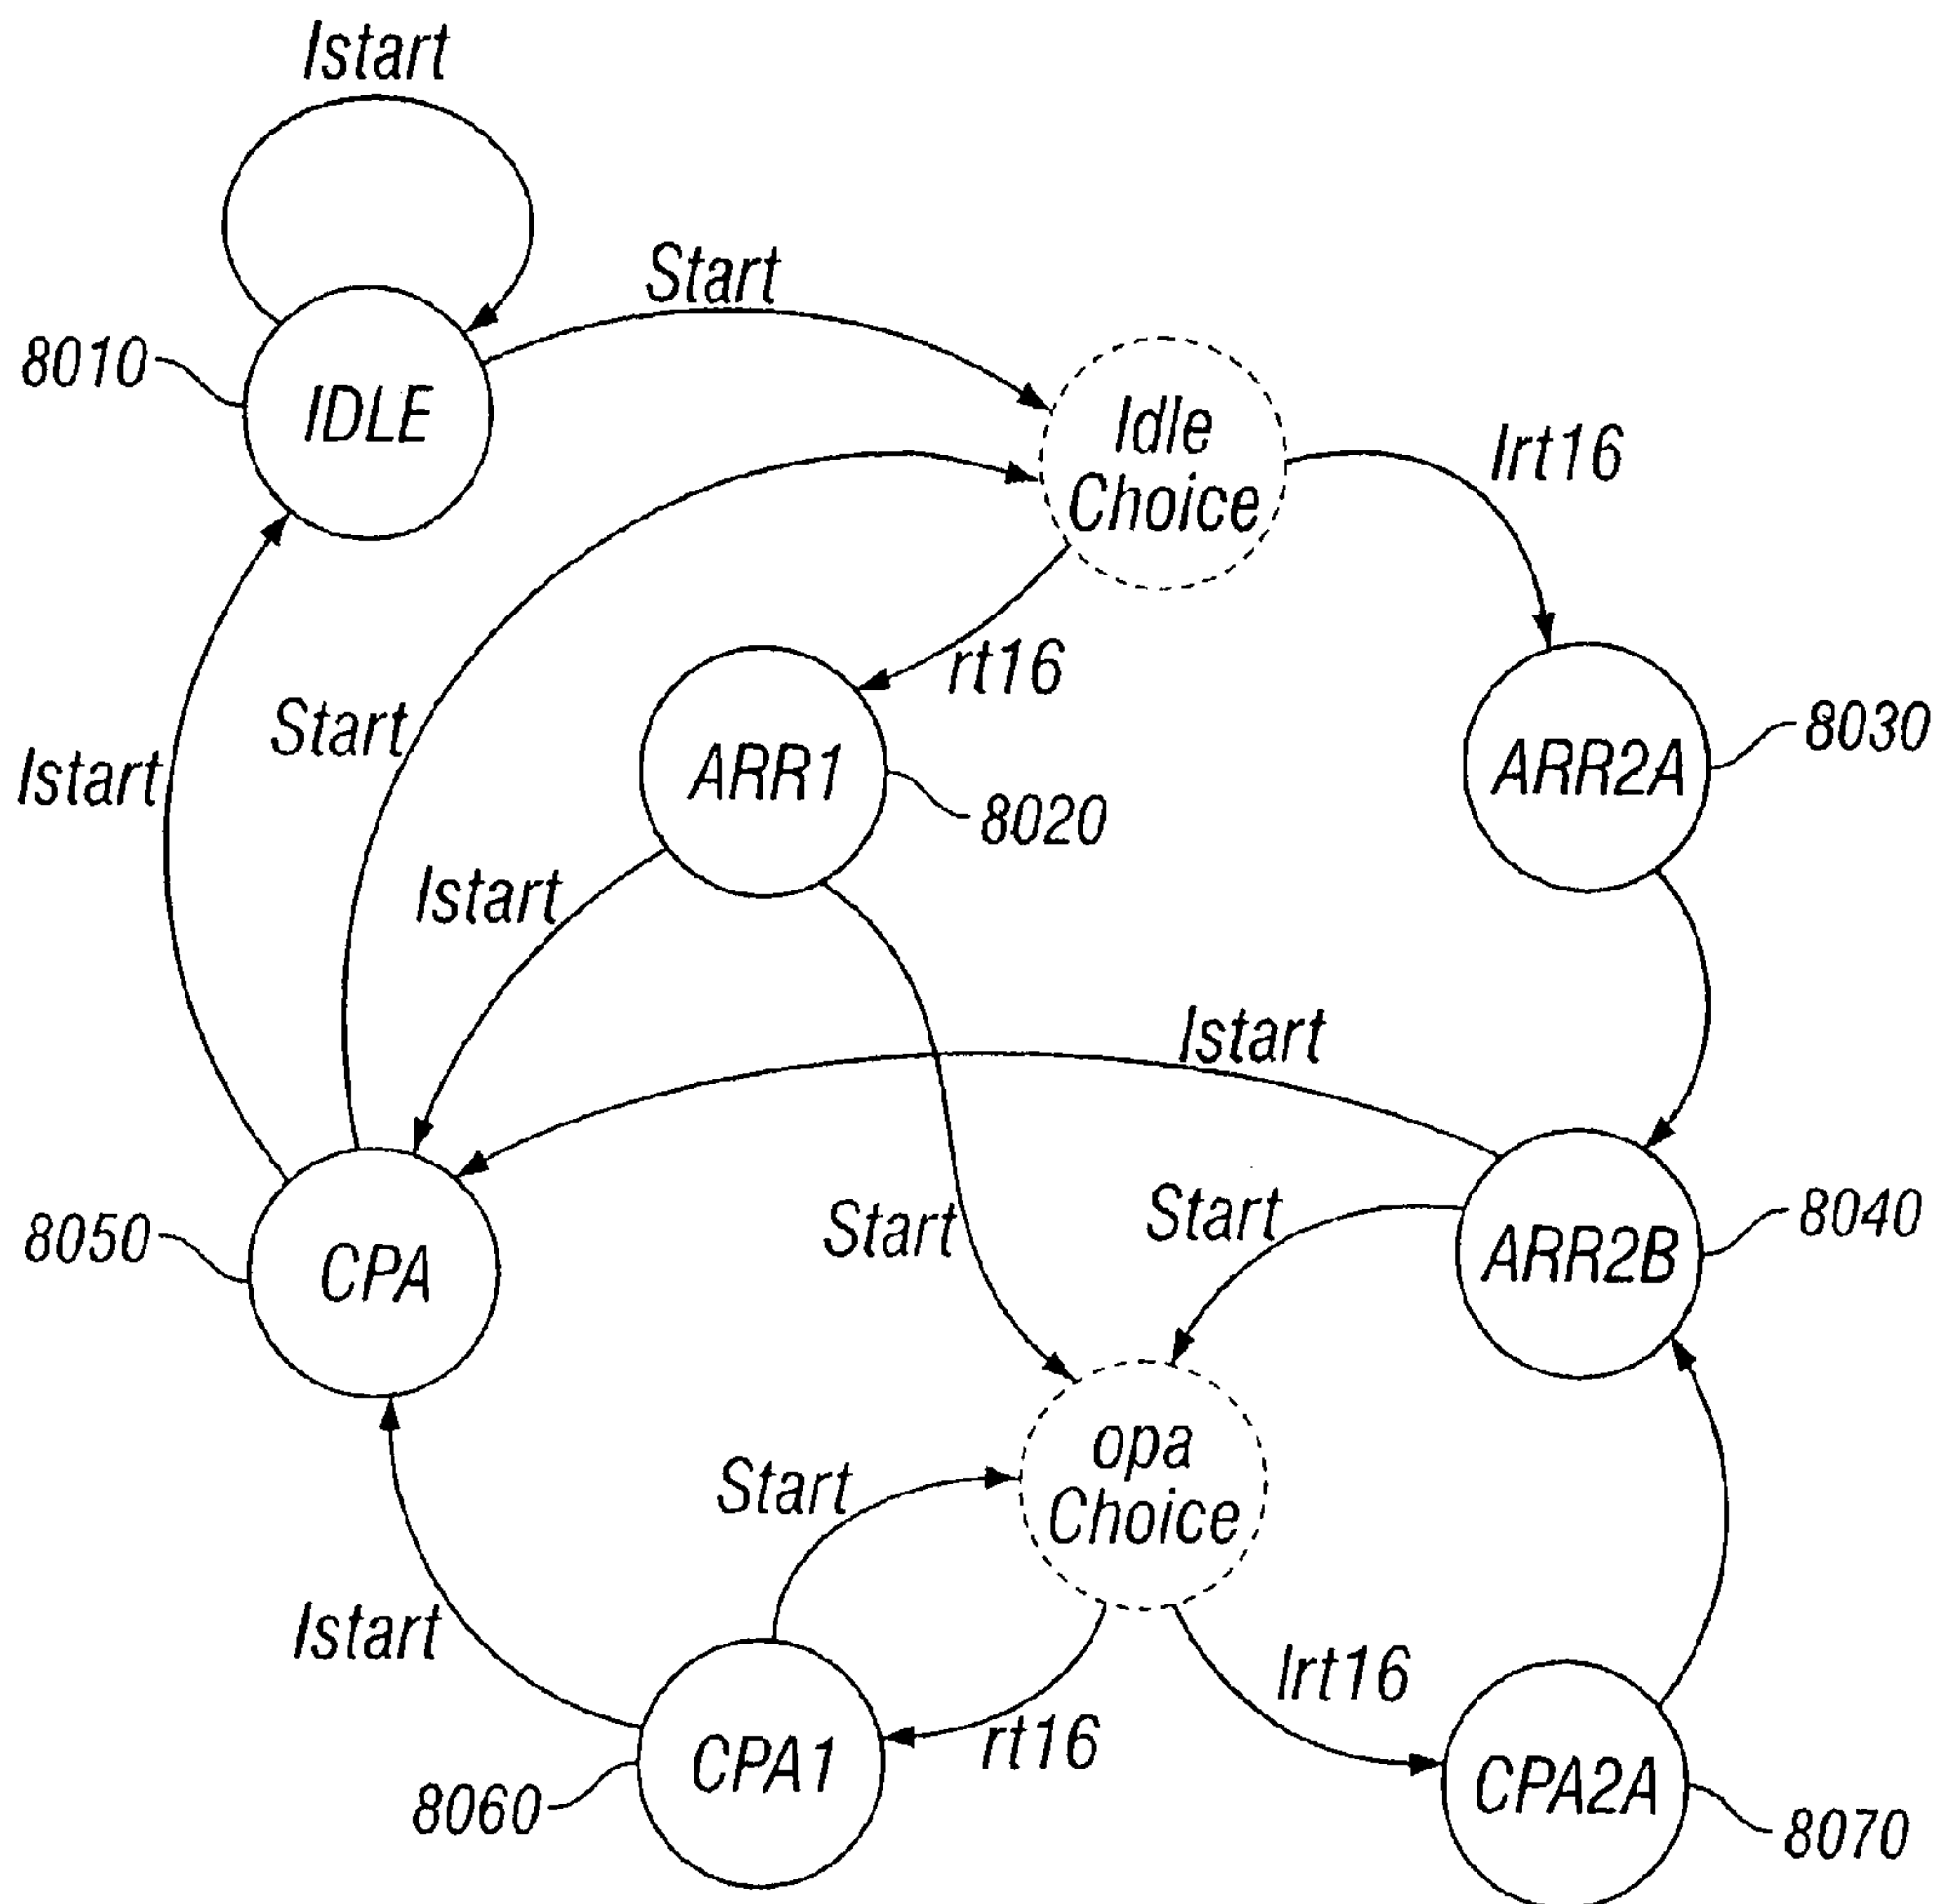 Istart
Start
8010
IDLE
Idle
Choice
Irt16
rt16
Start
Istart
ARR1
8020
ARR2A
8030
Istart
Istart
8050
CPA
Start
Start
ARR2B
8040
opa
Choice
Start
Istart
Irt16
rt16
CPA1
8060
CPA2A
8070